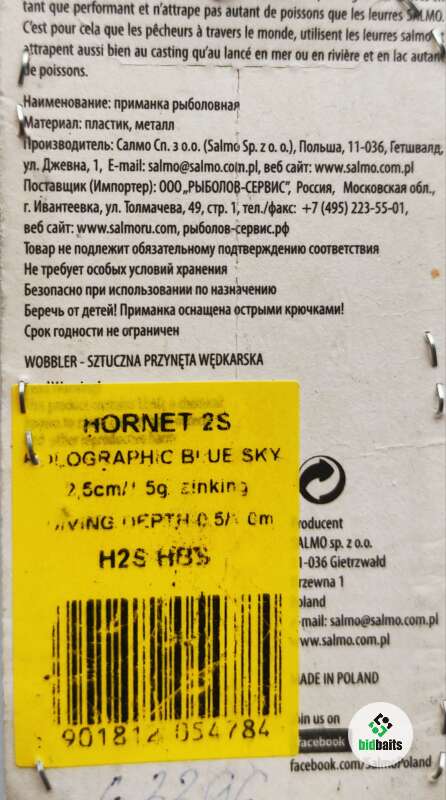 tant que performant et n'attrape pas autant de poissons que les leurres SALMO.
C'est pour cela que les pêcheurs à travers le monde, utilisent les leurres salmo
attrapent aussi bien au casting qu'au lancé en mer ou en rivière et en lac autant
de poissons.
Наименование: приманка рыболовная
Материал: пластик, металл
Производитель: Салмо Сп. з о.о. (Salmo Sp. z o. o.), Польша, 11-036, Гетшвалд,
ул. Джевна, 1, E-mail: salmo@salmo.com.pl, веб сайт: www.salmo.com.pl
Поставщик (Импортер): ООО „РЫБОЛОВ-СЕРВИС”, Россия, Московская обл.,
г. Ивантеевка, ул. Толмачева, 49, стр. 1, тел./факс: +7 (495) 223-55-01,
веб сайт: www.salmoru.com, рыболов-сервис.рф
Товар не подлежит обязательному подтверждению соответствия
Не требует особых условий хранения
Безопасно при использовании по назначению
Беречь от детей! Приманка оснащена острыми крючками!
Срок годности не ограничен
WOBBLER - SZTUCZNA PRZYNĘTA WĘDKARSKA
HORNET 2S
HOLOGRAPHIC BLUE SKY
2,5cm/1.5g, sinking
DIVING DEPTH 0.5/1.0m
H2S HBS
901812 054784
roducent
ALMO sp. z o.o.
1-036 Gietrzwałd
rzewna 1
oland
-mail: salmo@salmo.com.pl
ww.salmo.com.pl
ADE IN POLAND
oin us on
facebook
facebook.com/salmoPoland
bidbaits